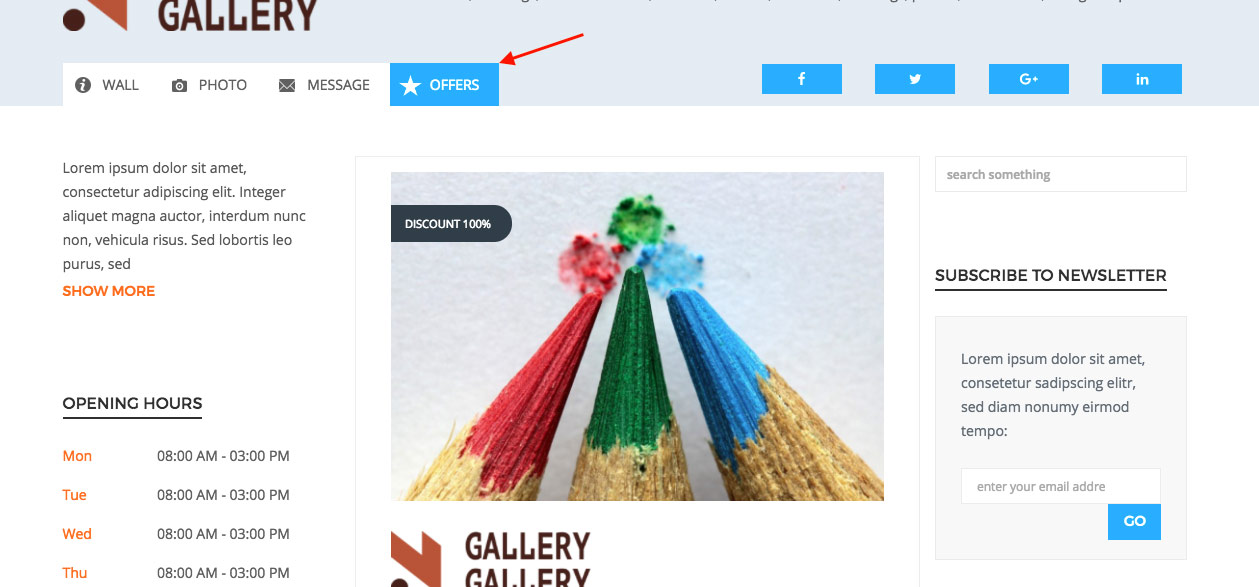 GALLERY
WALL
PHOTO
MESSAGE
OFFERS
f
G+
in
Lorem ipsum dolor sit amet,
consectetur adipiscing elit. Integer
aliquet magna auctor, interdum nunc
non, vehicula risus. Sed lobortis leo
purus, sed
SHOW MORE
OPENING HOURS
Mon 08:00 AM - 03:00 PM
Tue 08:00 AM - 03:00 PM
Wed 08:00 AM - 03:00 PM
Thu 08:00 AM - 03:00 PM
DISCOUNT 100%
GALLERY
GALLERY
search something
SUBSCRIBE TO NEWSLETTER
Lorem ipsum dolor sit amet,
consetetur sadipscing elitr,
sed diam nonumy eirmod
tempo:
enter your email addre
GO